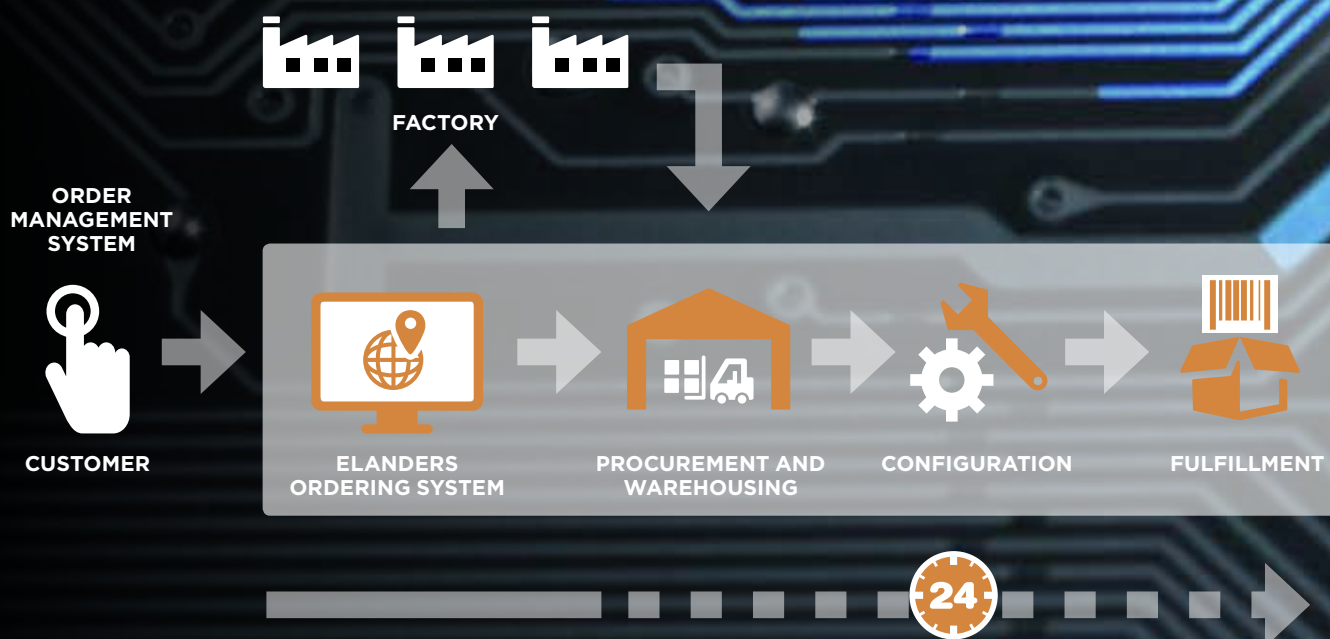 FACTORY
ORDER
MANAGEMENT
SYSTEM
CUSTOMER
ELANDERS
ORDERING SYSTEM
PROCUREMENT AND
WAREHOUSING
CONFIGURATION
FULFILLMENT
24